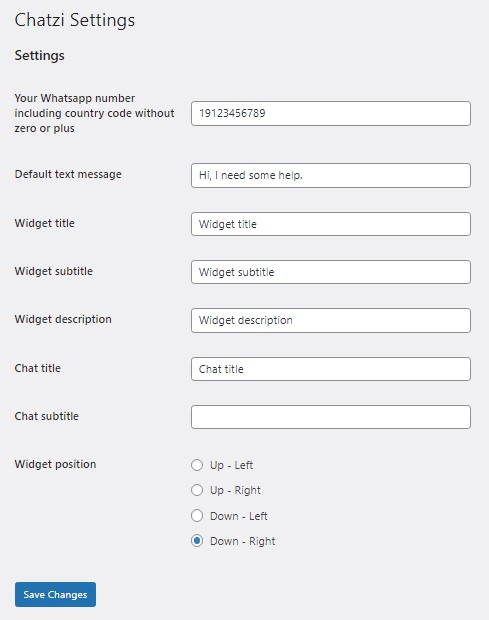 Chatzi Settings
Settings
Your Whatsapp number
including country code without
zero or plus
19123456789
Default text message
Hi, I need some help.
Widget title
Widget title
Widget subtitle
Widget subtitle
Widget description
Widget description
Chat title
Chat title
Chat subtitle
Widget position
Up - Left
Up - Right
Down - Left
Down - Right
Save Changes